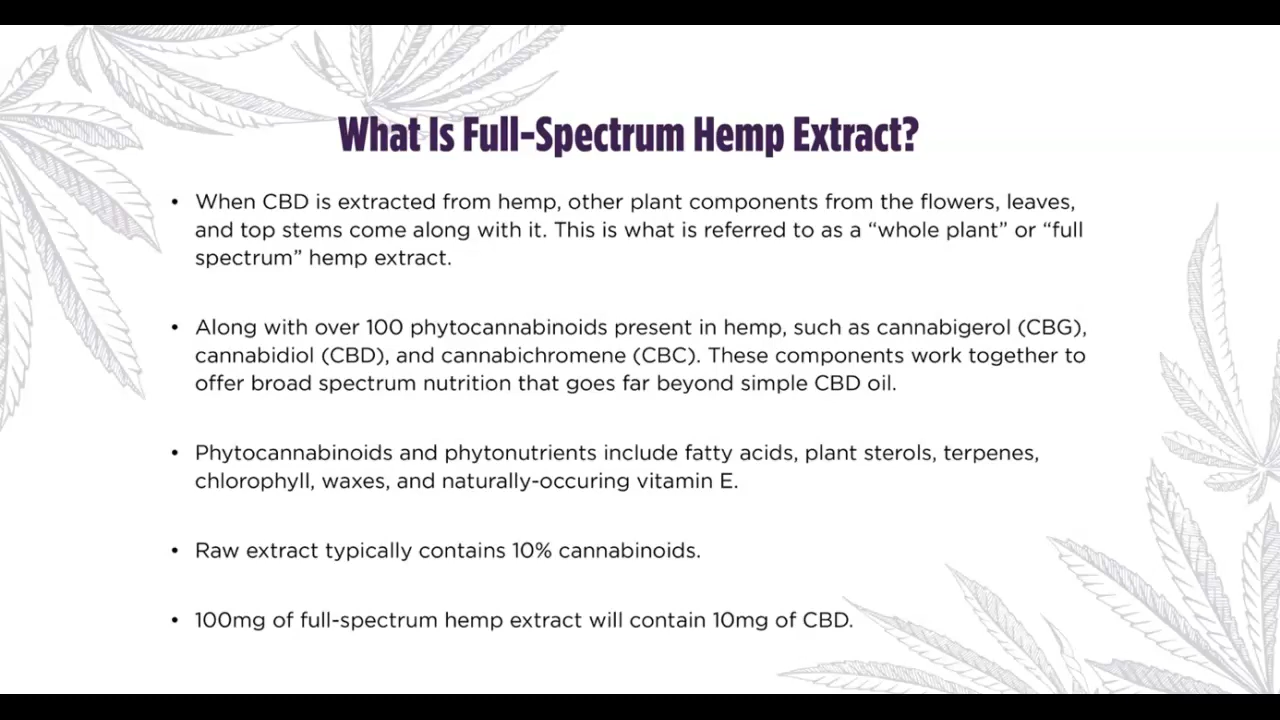 What Is Full-Spectrum Hemp Extract?
• When CBD is extracted from hemp, other plant components from the flowers, leaves,
and top stems come along with it. This is what is referred to as a “whole plant” or “full
spectrum” hemp extract.
• Along with over 100 phytocannabinoids present in hemp, such as cannabigerol (CBG),
cannabidiol (CBD), and cannabichromene (CBC). These components work together to
offer broad spectrum nutrition that goes far beyond simple CBD oil.
• Phytocannabinoids and phytonutrients include fatty acids, plant sterols, terpenes,
chlorophyll, waxes, and naturally-occuring vitamin E.
• Raw extract typically contains 10% cannabinoids.
• 100mg of full-spectrum hemp extract will contain 10mg of CBD.